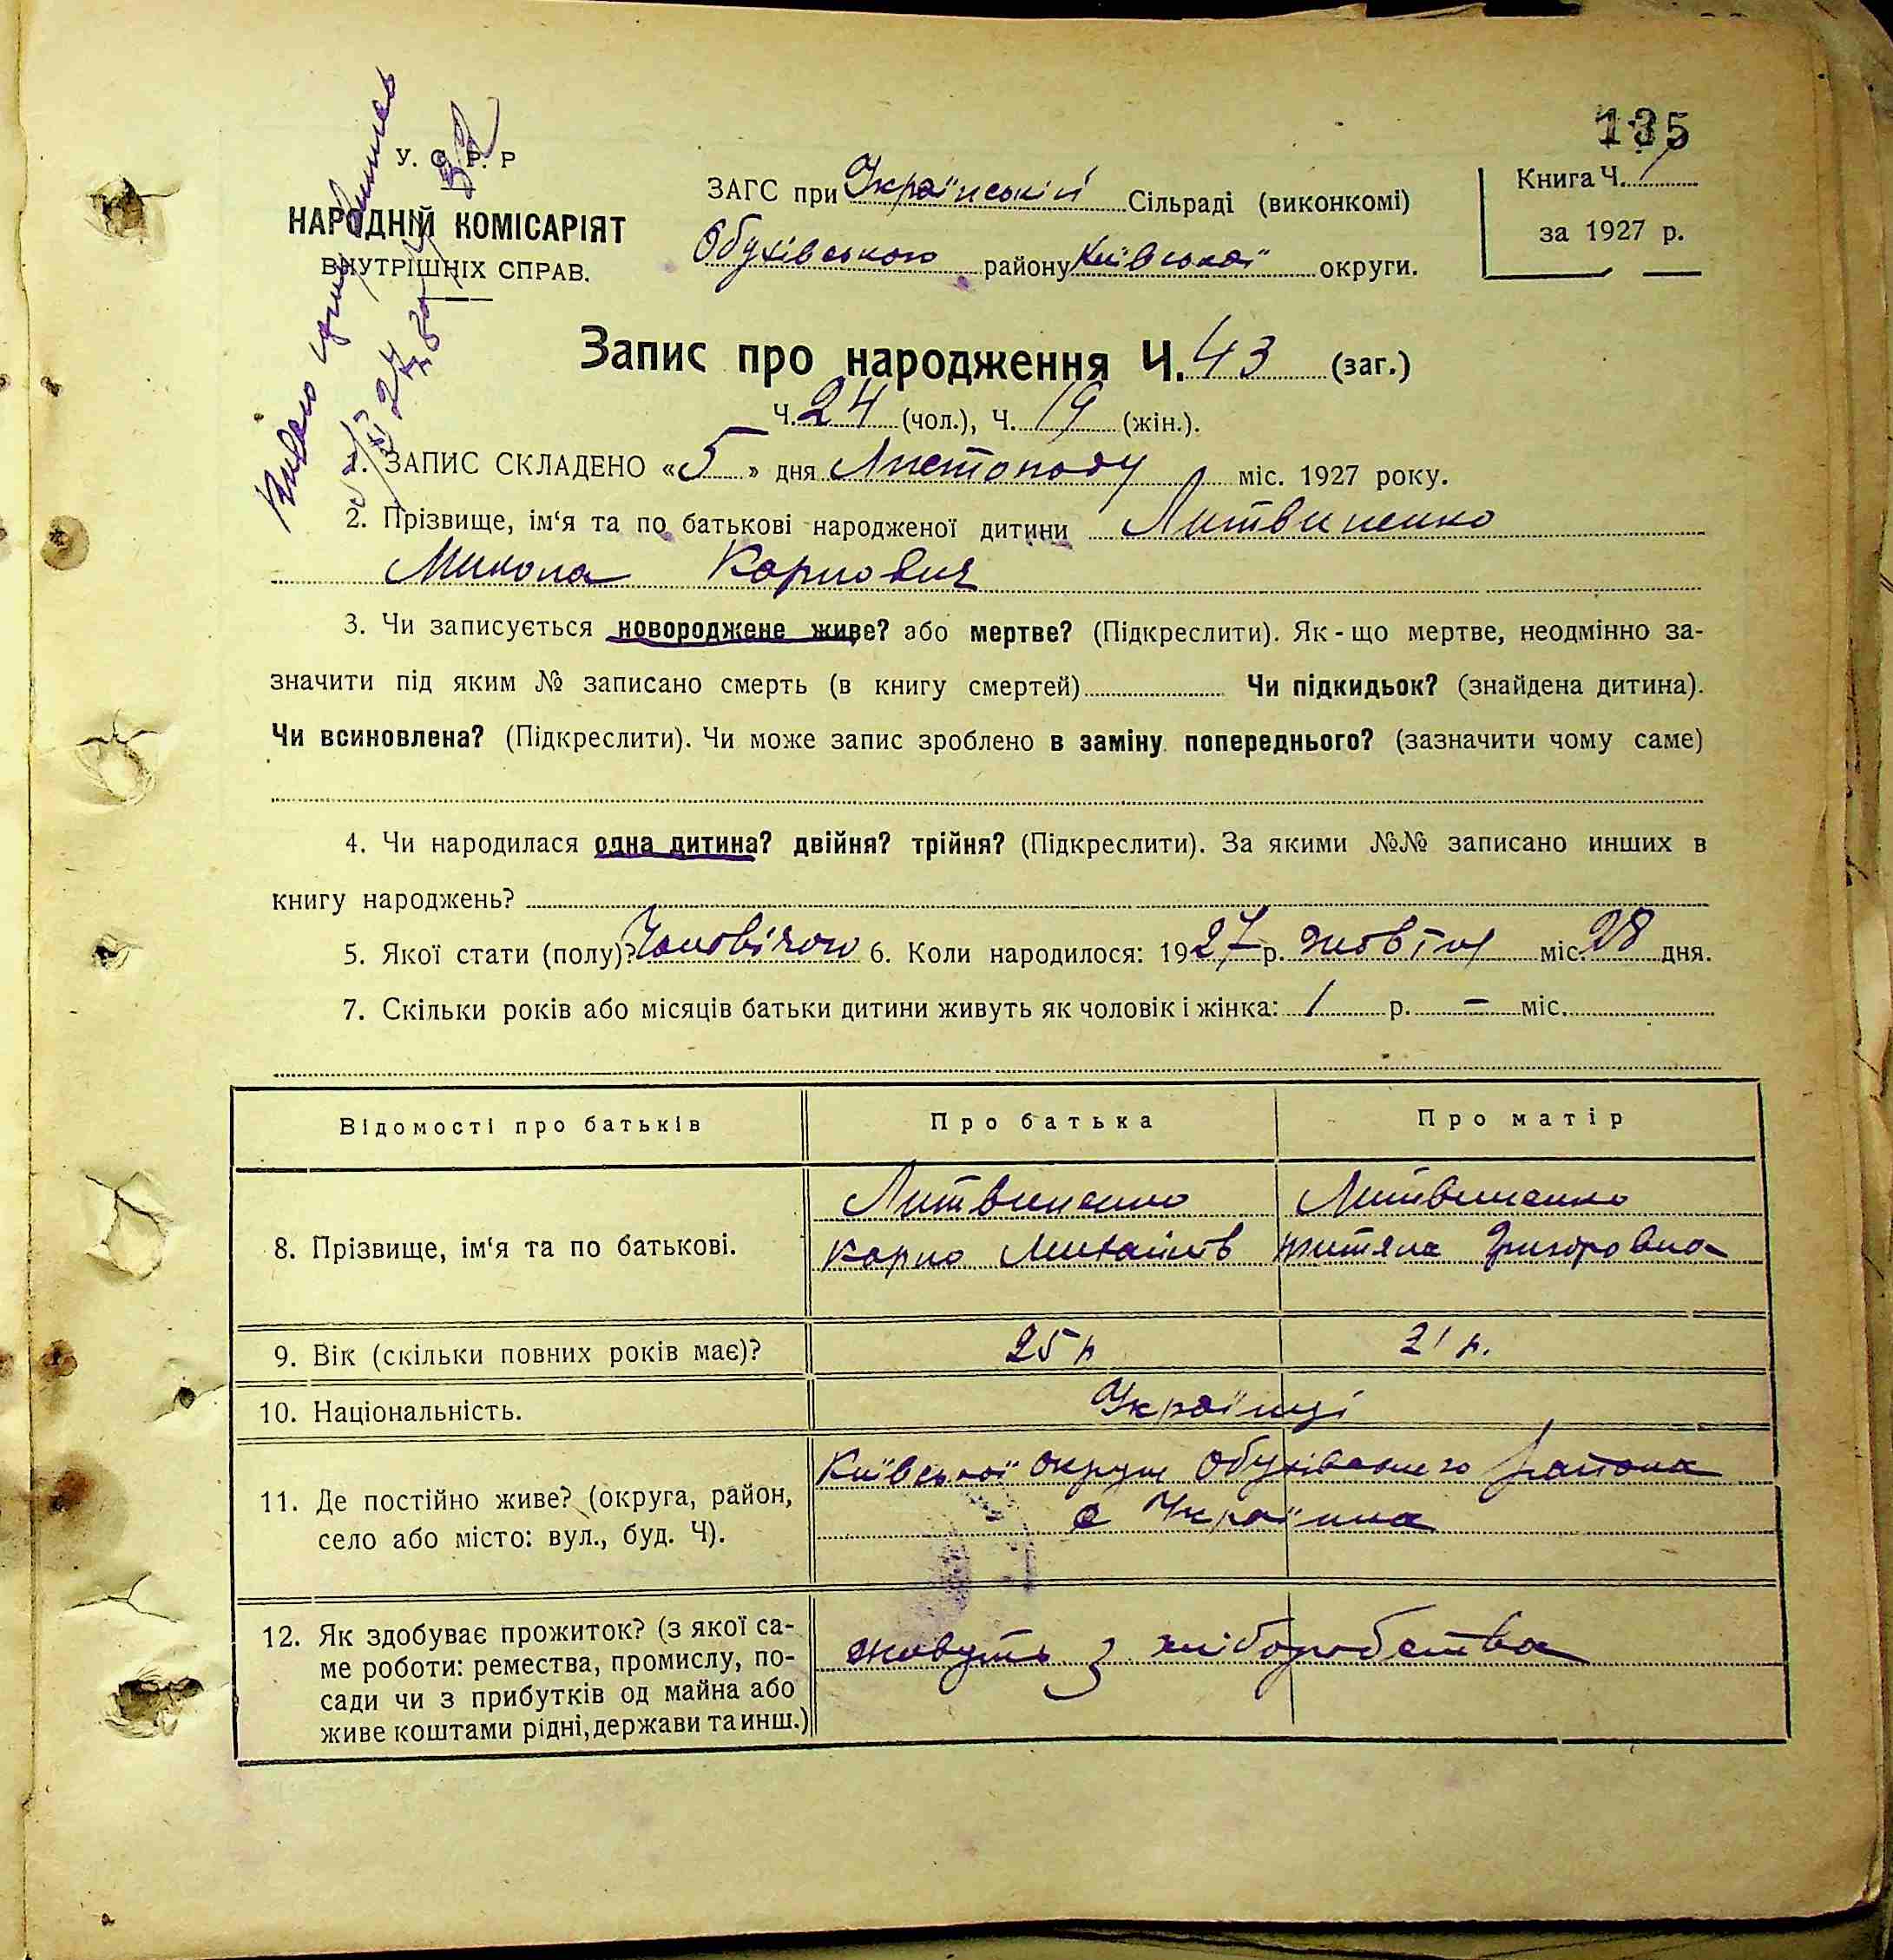 135
У. С. Р. Р
НАРОДНІЙ КОМІСАРІЯТ
ВНУТРІШНІХ СПРАВ.
ЗАГС при Українській Сільраді (виконкомі)
Обухівського району Київської округи.
Книга Ч. 1
за 1927 р.
Запис про народження Ч. 43 (заг.)
Ч. 24 (чол.), Ч. 19 (жін.).
1. ЗАПИС СКЛАДЕНО «5» дня Листопаду міс. 1927 року.
2. Прізвище, ім‘я та по батькові народженої дитини Литвиненко
Микола Карпович
3. Чи записується новороджене живе? або мертве? (Підкреслити). Як-що мертве, неодмінно за-
значити під яким № записано смерть (в книгу смертей) Чи підкидьок? (знайдена дитина).
Чи всиновлена? (Підкреслити). Чи може запис зроблено в заміну попереднього? (зазначити чому саме)
4. Чи народилася одна дитина? двійня? трійня? (Підкреслити). За якими №№ записано инших в
книгу народжень?
5. Якої стати (полу)? Чоловічої 6. Коли народилося: 1927 р. жовтня міс. 28 дня.
7. Скільки років або місяців батьки дитини живуть як чоловік і жінка: 1 р. — міс.
Відомості про батьків Про батька Про матір
8. Прізвище, ім‘я та по батькові.
Литвиненко Литвиненко
Карпо Михайлів Григоровна
9. Вік (скільки повних років має)? 25 р 21 р.
10. Національність. Українці
11. Де постійно живе? (округа, район,
село або місто: вул., буд. Ч).
Київської округи Обухівського района
с Українка
12. Як здобуває прожиток? (з якої са-
ме роботи: ремества, промислу, по-
сади чи з прибутків од майна або
живе коштами рідні, держави та инш.)
живуть з хліборобства